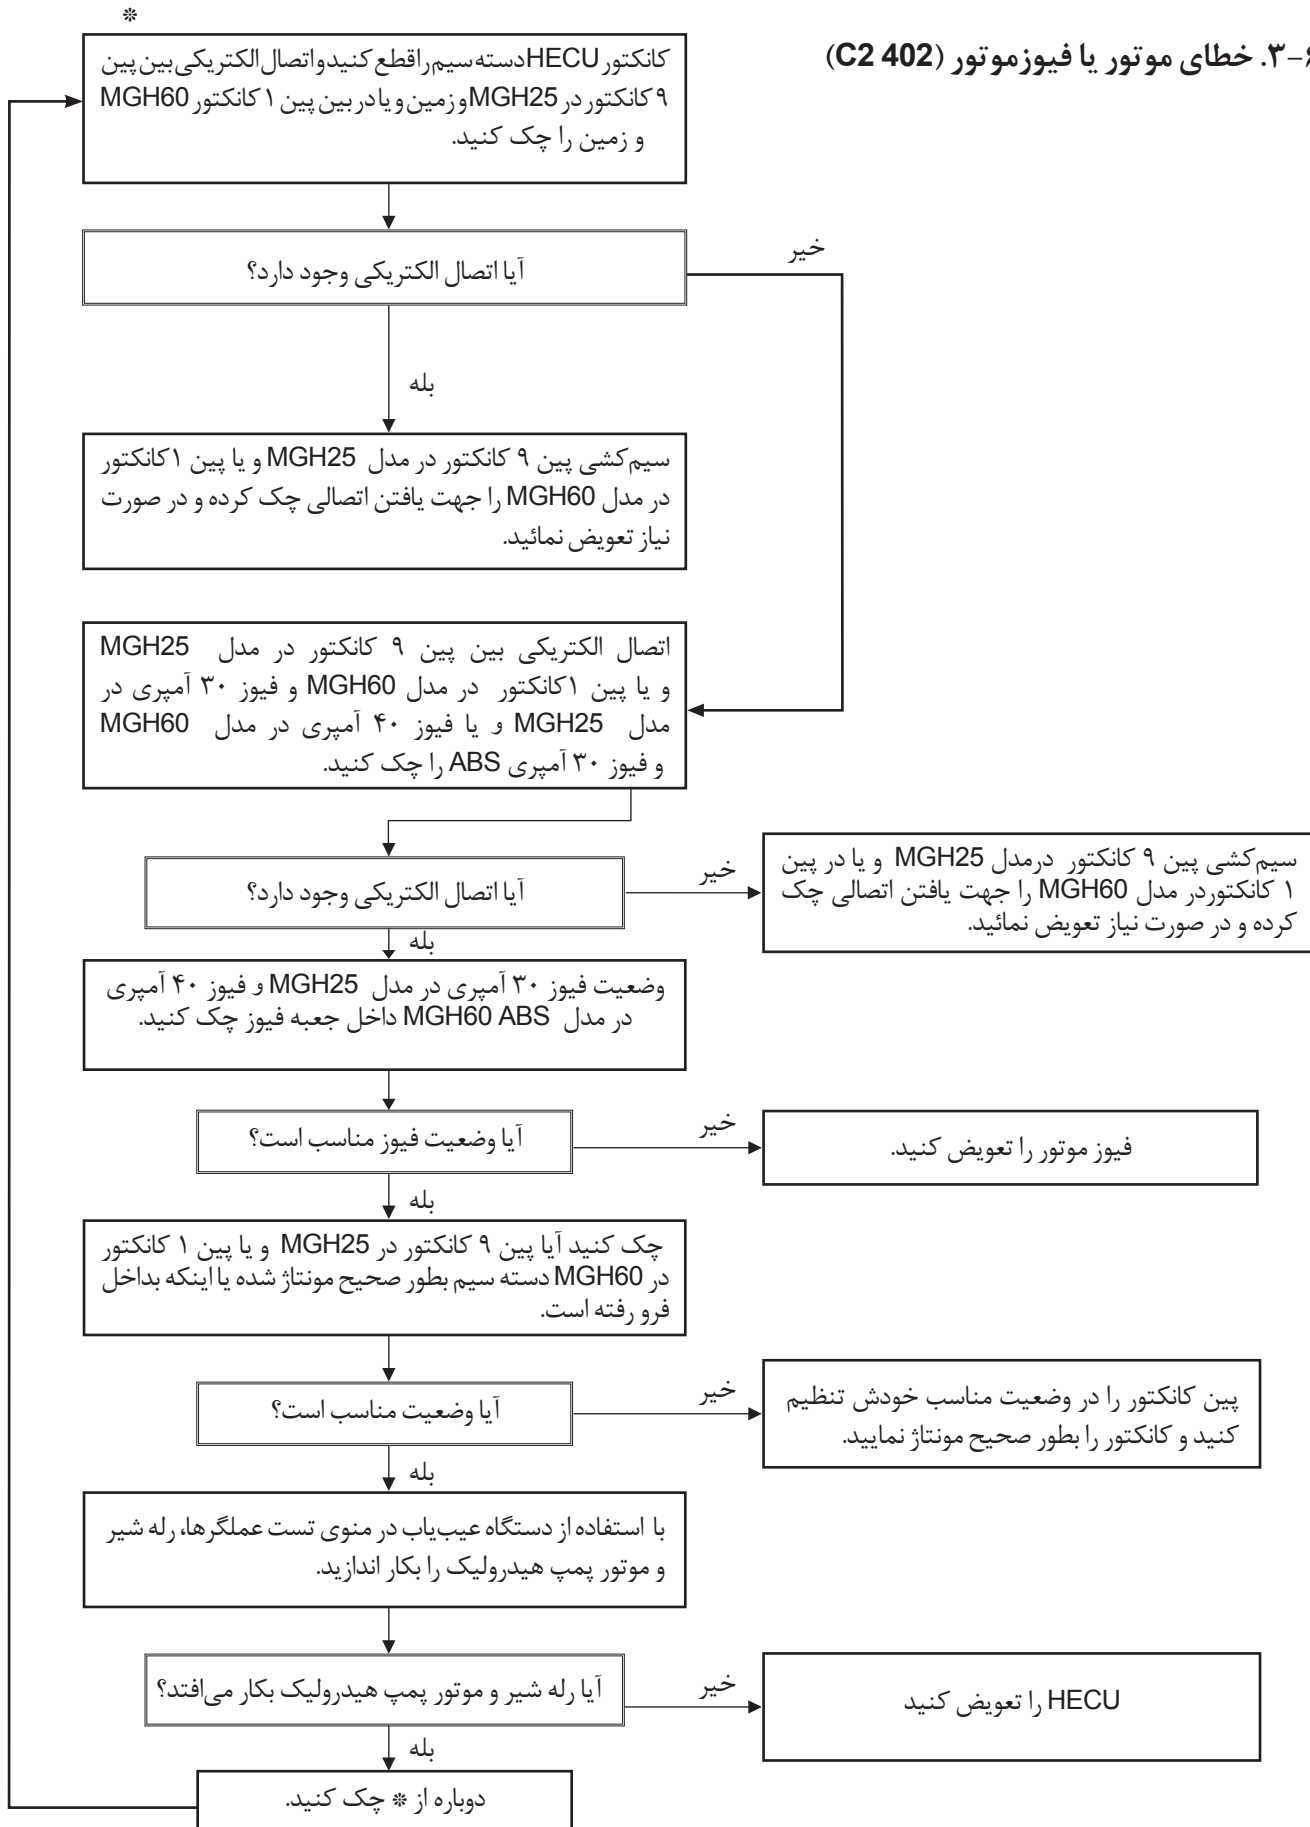 ۳-۶. خطای موتور یا فیوزموتور (C2 402)
❊
کانکتور HECU دسته سیم را قطع کنید و اتصال الکتریکی بین پین
۹ کانکتور در MGH25 و زمین و یا در بین پین ۱ کانکتور MGH60
و زمین را چک کنید.
آیا اتصال الکتریکی وجود دارد؟
خیر
بله
سیم‌کشی پین ۹ کانکتور در مدل MGH25 و یا پین ۱کانکتور
در مدل MGH60 را جهت یافتن اتصالی چک کرده و در صورت
نیاز تعویض نمائید.
اتصال الکتریکی بین پین ۹ کانکتور در مدل MGH25
و یا پین ۱کانکتور در مدل MGH60 و فیوز ۳۰ آمپری در
مدل MGH25 و یا فیوز ۴۰ آمپری در مدل MGH60
و فیوز ۳۰ آمپری ABS را چک کنید.
آیا اتصال الکتریکی وجود دارد؟
خیر
سیم‌کشی پین ۹ کانکتور درمدل MGH25 و یا در پین
۱ کانکتوردر مدل MGH60 را جهت یافتن اتصالی چک
کرده و در صورت نیاز تعویض نمائید.
بله
وضعیت فیوز ۳۰ آمپری در مدل MGH25 و فیوز ۴۰ آمپری
در مدل MGH60 ABS داخل جعبه فیوز چک کنید.
آیا وضعیت فیوز مناسب است؟
خیر
فیوز موتور را تعویض کنید.
بله
چک کنید آیا پین ۹ کانکتور در MGH25 و یا پین ۱ کانکتور
در MGH60 دسته سیم بطور صحیح مونتاژ شده یا اینکه بداخل
فرو رفته است.
آیا وضعیت مناسب است؟
خیر
پین کانکتور را در وضعیت مناسب خودش تنظیم
کنید و کانکتور را بطور صحیح مونتاژ نمایید.
بله
با استفاده از دستگاه عیب‌یاب در منوی تست عملگرها، رله شیر
و موتور پمپ هیدرولیک را بکار اندازید.
آیا رله شیر و موتور پمپ هیدرولیک بکار می‌افتد؟
خیر
HECU را تعویض کنید
بله
دوباره از ❊ چک کنید.